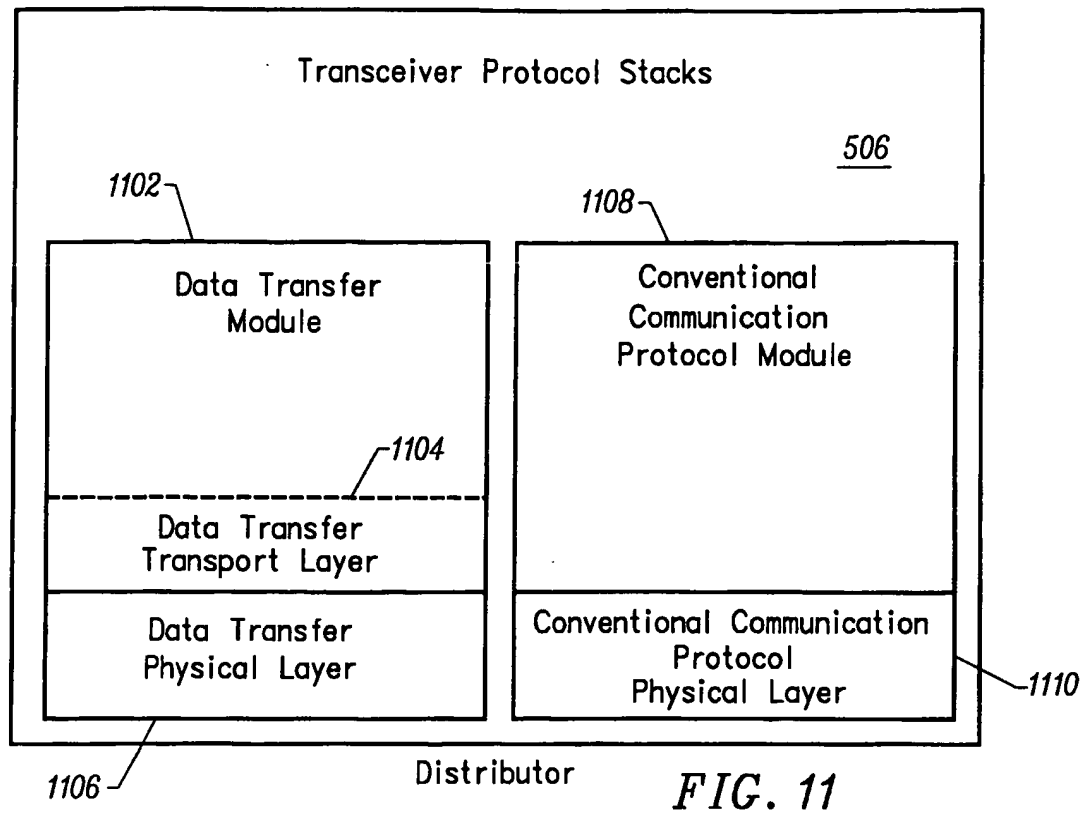 Transceiver Protocol Stacks
506
1102
1108
Data Transfer
Module
Conventional
Communication
Protocol Module
1104
Data Transfer
Transport Layer
Data Transfer
Physical Layer
Conventional Communication
Protocol
Physical Layer
1110
1106
Distributor
FIG. 11